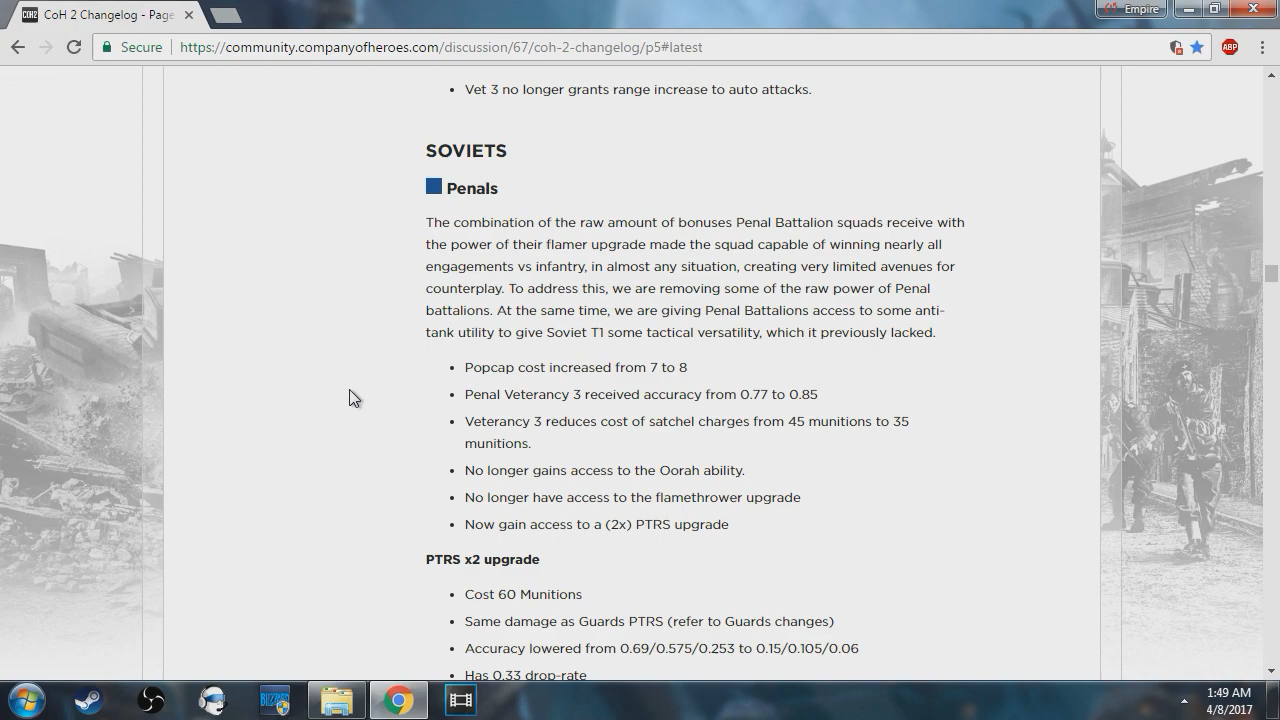 CoH 2 Changelog - Page
Empire
Secure
https://community.companyofheroes.com/discussion/67/coh-2-changelog/p5#latest
ABP
• Vet 3 no longer grants range increase to auto attacks.
SOVIETS
Penals
The combination of the raw amount of bonuses Penal Battalion squads receive with
the power of their flamer upgrade made the squad capable of winning nearly all
engagements vs infantry, in almost any situation, creating very limited avenues for
counterplay. To address this, we are removing some of the raw power of Penal
battalions. At the same time, we are giving Penal Battalions access to some anti-
tank utility to give Soviet T1 some tactical versatility, which it previously lacked.
• Popcap cost increased from 7 to 8
• Penal Veterancy 3 received accuracy from 0.77 to 0.85
• Veterancy 3 reduces cost of satchel charges from 45 munitions to 35
munitions.
• No longer gains access to the Oorah ability.
• No longer have access to the flamethrower upgrade
• Now gain access to a (2x) PTRS upgrade
PTRS x2 upgrade
• Cost 60 Munitions
• Same damage as Guards PTRS (refer to Guards changes)
• Accuracy lowered from 0.69/0.575/0.253 to 0.15/0.105/0.06
• Has 0.33 drop-rate
1:49 AM
4/8/2017